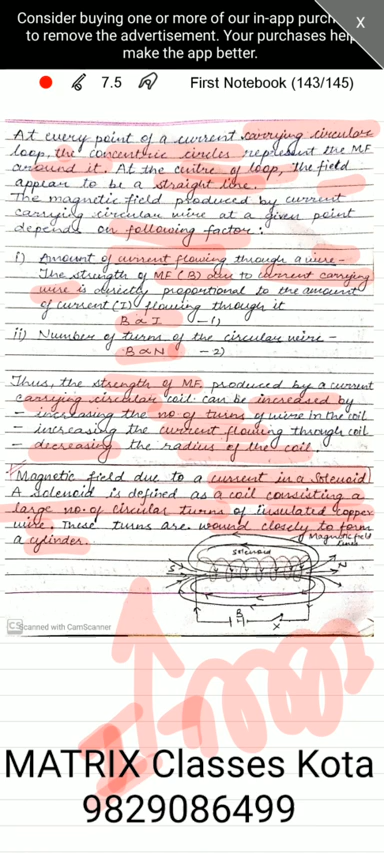 Consider buying one or more of our in-app purch
to remove the advertisement. Your purchases help
make the app better.
X
7.5
First Notebook (143/145)
At every point of a current carrying circular
loop, the concentric circles represent the MF
around it. At the centre of loop, the field
appear to be a straight line.
The magnetic field produced by current
carrying circular wire at a given point
depends on following factor :
i) Amount of current flowing through a wire -
The strength of MF (B) due to current carrying
wire is directly proportional to the amount
of current (I) flowing through it
B ∝ I - 1)
ii) Number of turns of the circular wire -
B ∝ N - 2)
Thus, the strength of MF produced by a current
carrying circular coil can be increased by
- increasing the no of turns of wire in the coil
- increasing the current flowing through coil
- decreasing the radius of the coil.
Magnetic field due to a current in a Solenoid
A solenoid is defined as a coil consisting a
large no. of circular turns of insulated copper
wire. These turns are wound closely to form
a cylinder.
Magnetic field
lines
Solenoid
S
N
B
X
CS Scanned with CamScanner
MATRIX Classes Kota
9829086499